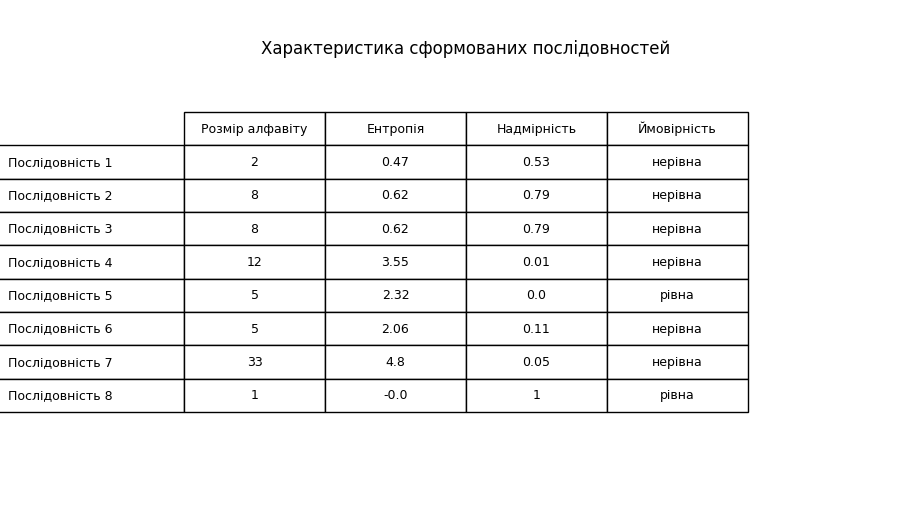 Характеристика сформованих послідовностей
Розмір алфавіту Ентропія Надмірність Ймовірність
Послідовність 1 2 0.47 0.53 нерівна
Послідовність 2 8 0.62 0.79 нерівна
Послідовність 3 8 0.62 0.79 нерівна
Послідовність 4 12 3.55 0.01 нерівна
Послідовність 5 5 2.32 0.0 рівна
Послідовність 6 5 2.06 0.11 нерівна
Послідовність 7 33 4.8 0.05 нерівна
Послідовність 8 1 -0.0 1 рівна